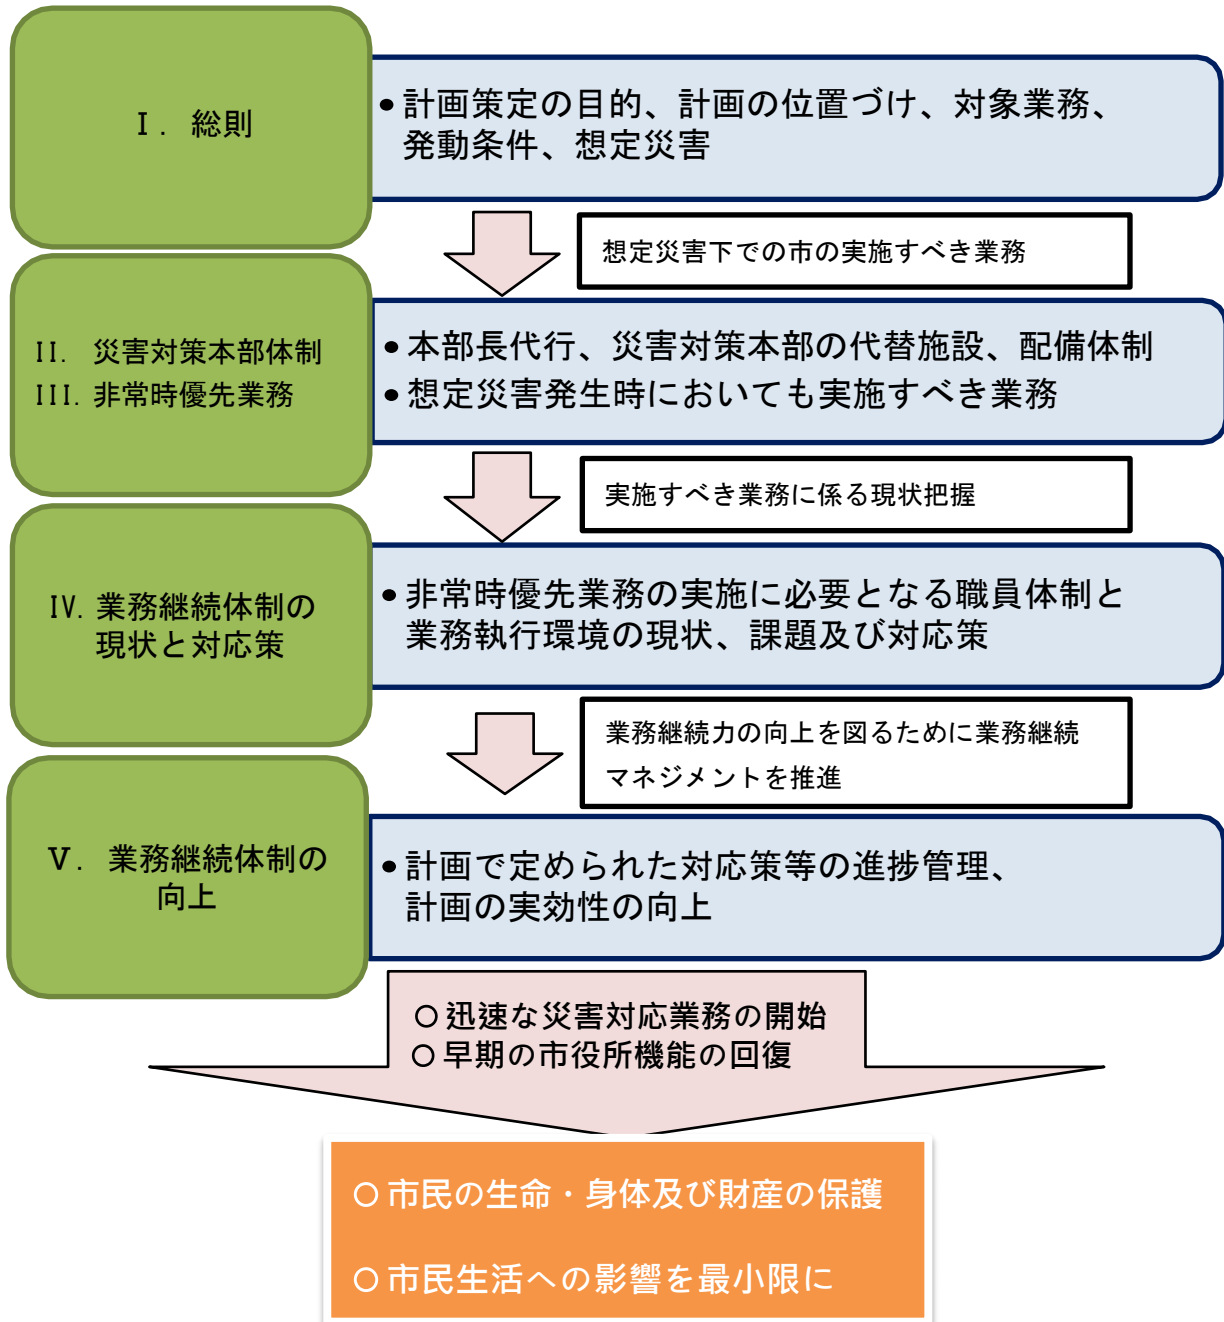 Ⅰ. 総則
●計画策定の目的、計画の位置づけ、対象業務、
発動条件、想定災害
想定災害下での市の実施すべき業務
II. 災害対策本部体制
III. 非常時優先業務
●本部長代行、災害対策本部の代替施設、配備体制
●想定災害発生時においても実施すべき業務
実施すべき業務に係る現状把握
IV. 業務継続体制の
現状と対応策
●非常時優先業務の実施に必要となる職員体制と
業務執行環境の現状、課題及び対応策
業務継続力の向上を図るために業務継続
マネジメントを推進
Ⅴ. 業務継続体制の
向上
●計画で定められた対応策等の進捗管理、
計画の実効性の向上
○迅速な災害対応業務の開始
○早期の市役所機能の回復
○市民の生命・身体及び財産の保護
○市民生活への影響を最小限に